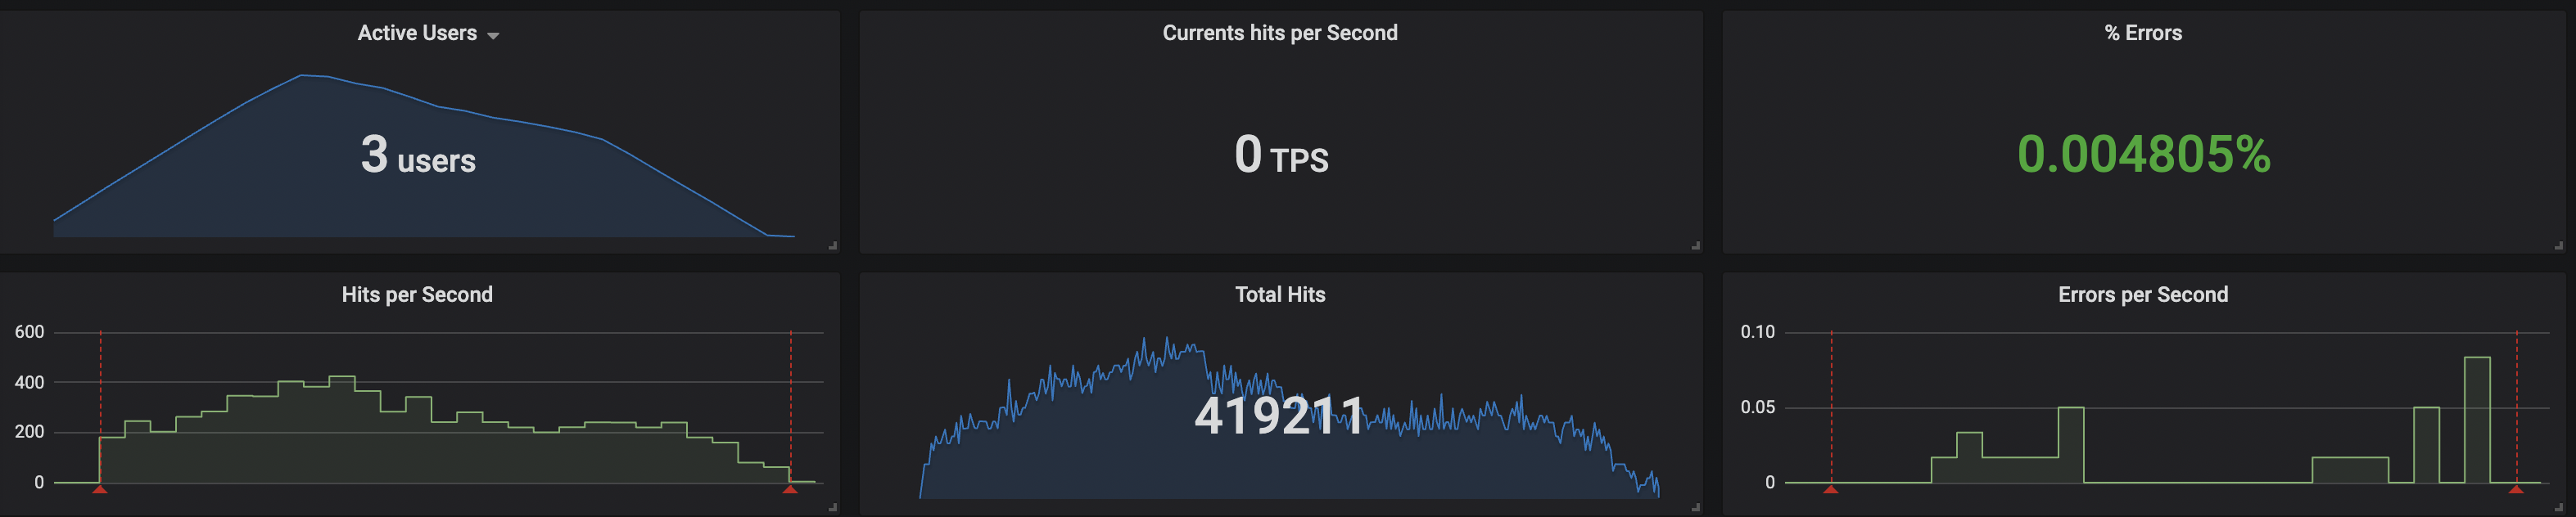 Active Users
3 users
Currents hits per Second
0 TPS
% Errors
0.004805%
Hits per Second
600
400
200
0
Total Hits
419211
Errors per Second
0.10
0.05
0